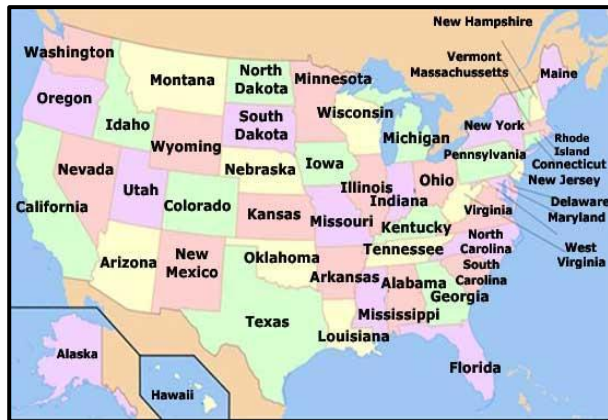 New Hampshire
Washington
Vermont
Massachussetts
Maine
Montana
North
Dakota
Minnesota
Oregon
Idaho
South
Dakota
Wisconsin
Michigan
New York
Rhode
Island
Connecticut
New Jersey
Wyoming
Pennsylvania
Iowa
Nebraska
Nevada
Utah
Colorado
Illinois
Indiana
Ohio
Delaware
Maryland
California
Kansas
Missouri
Kentucky
Virginia
West
Virginia
North
Carolina
Tennessee
Oklahoma
Arizona
New
Mexico
Arkansas
South
Carolina
Alabama
Georgia
Mississippi
Texas
Louisiana
Alaska
Hawaii
Florida